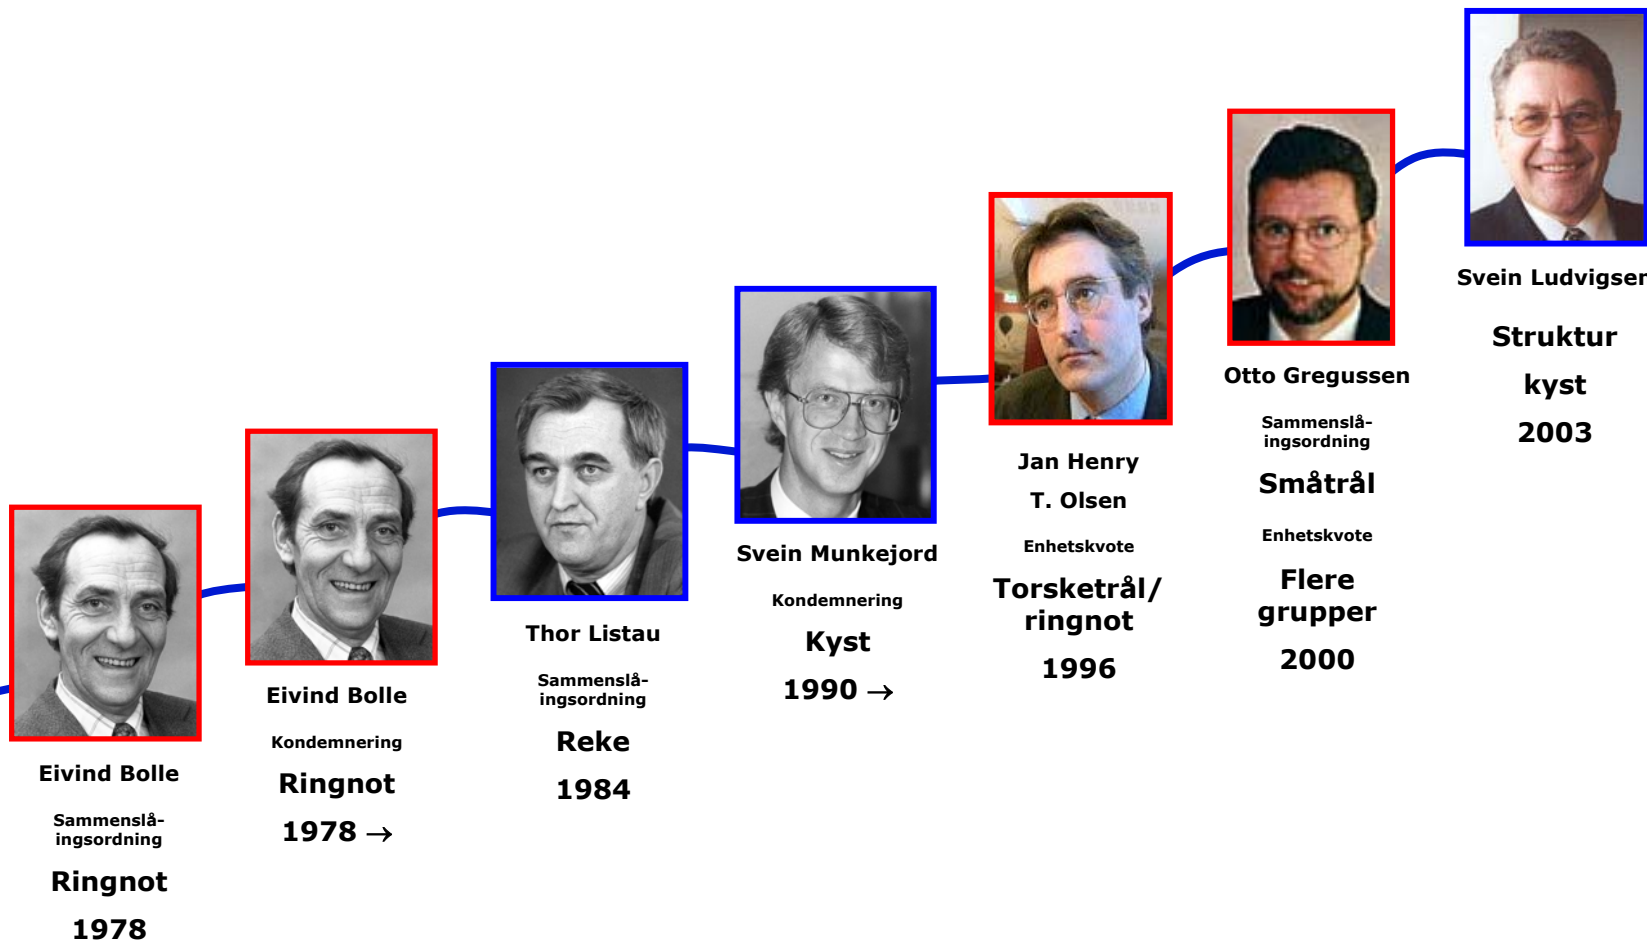 Eivind Bolle
Sammenslå-
ingsordning
Ringnot
1978
Eivind Bolle
Kondemnering
Ringnot
1978 →
Thor Listau
Sammenslå-
ingsordning
Reke
1984
Svein Munkejord
Kondemnering
Kyst
1990 →
Jan Henry
T. Olsen
Enhetskvote
Torsketrål/
ringnot
1996
Otto Gregussen
Sammenslå-
ingsordning
Småtrål
Enhetskvote
Flere
grupper
2000
Svein Ludvigsen
Struktur
kyst
2003